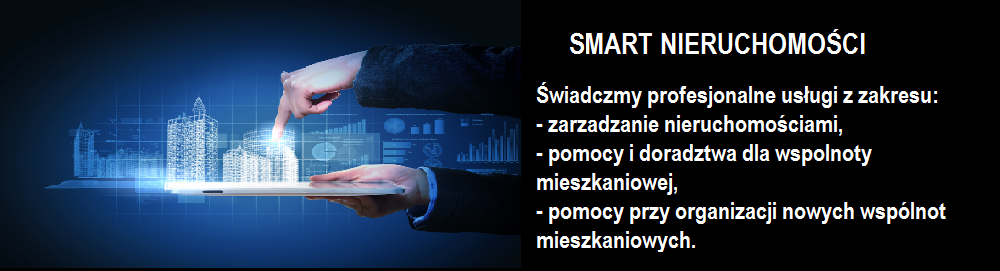 SMART NIERUCHOMOŚCI
Świadczmy profesjonalne usługi z zakresu:
- zarzadzanie nieruchomościami,
- pomocy i doradztwa dla wspolnoty
mieszkaniowej,
- pomocy przy organizacji nowych wspólnot
mieszkaniowych.